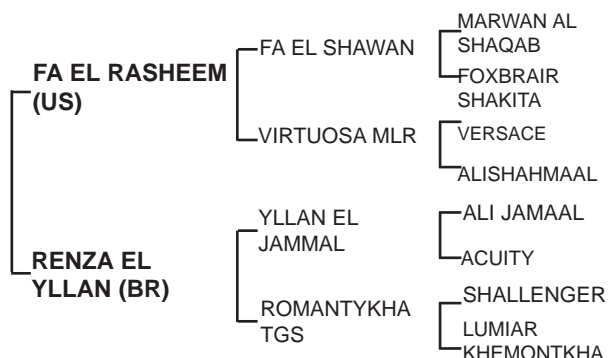 FA EL RASHEEM
(US)
FA EL SHAWAN
MARWAN AL
SHAQAB
FOXBRAIR
SHAKITA
VIRTUOSA MLR
VERSACE
ALISHAHMAAL
RENZA EL
YLLAN (BR)
YLLAN EL
JAMMAL
ALI JAMAAL
ACUITY
ROMANTYKHA
TGS
SHALLENGER
LUMIAR
KHEMONTKHA